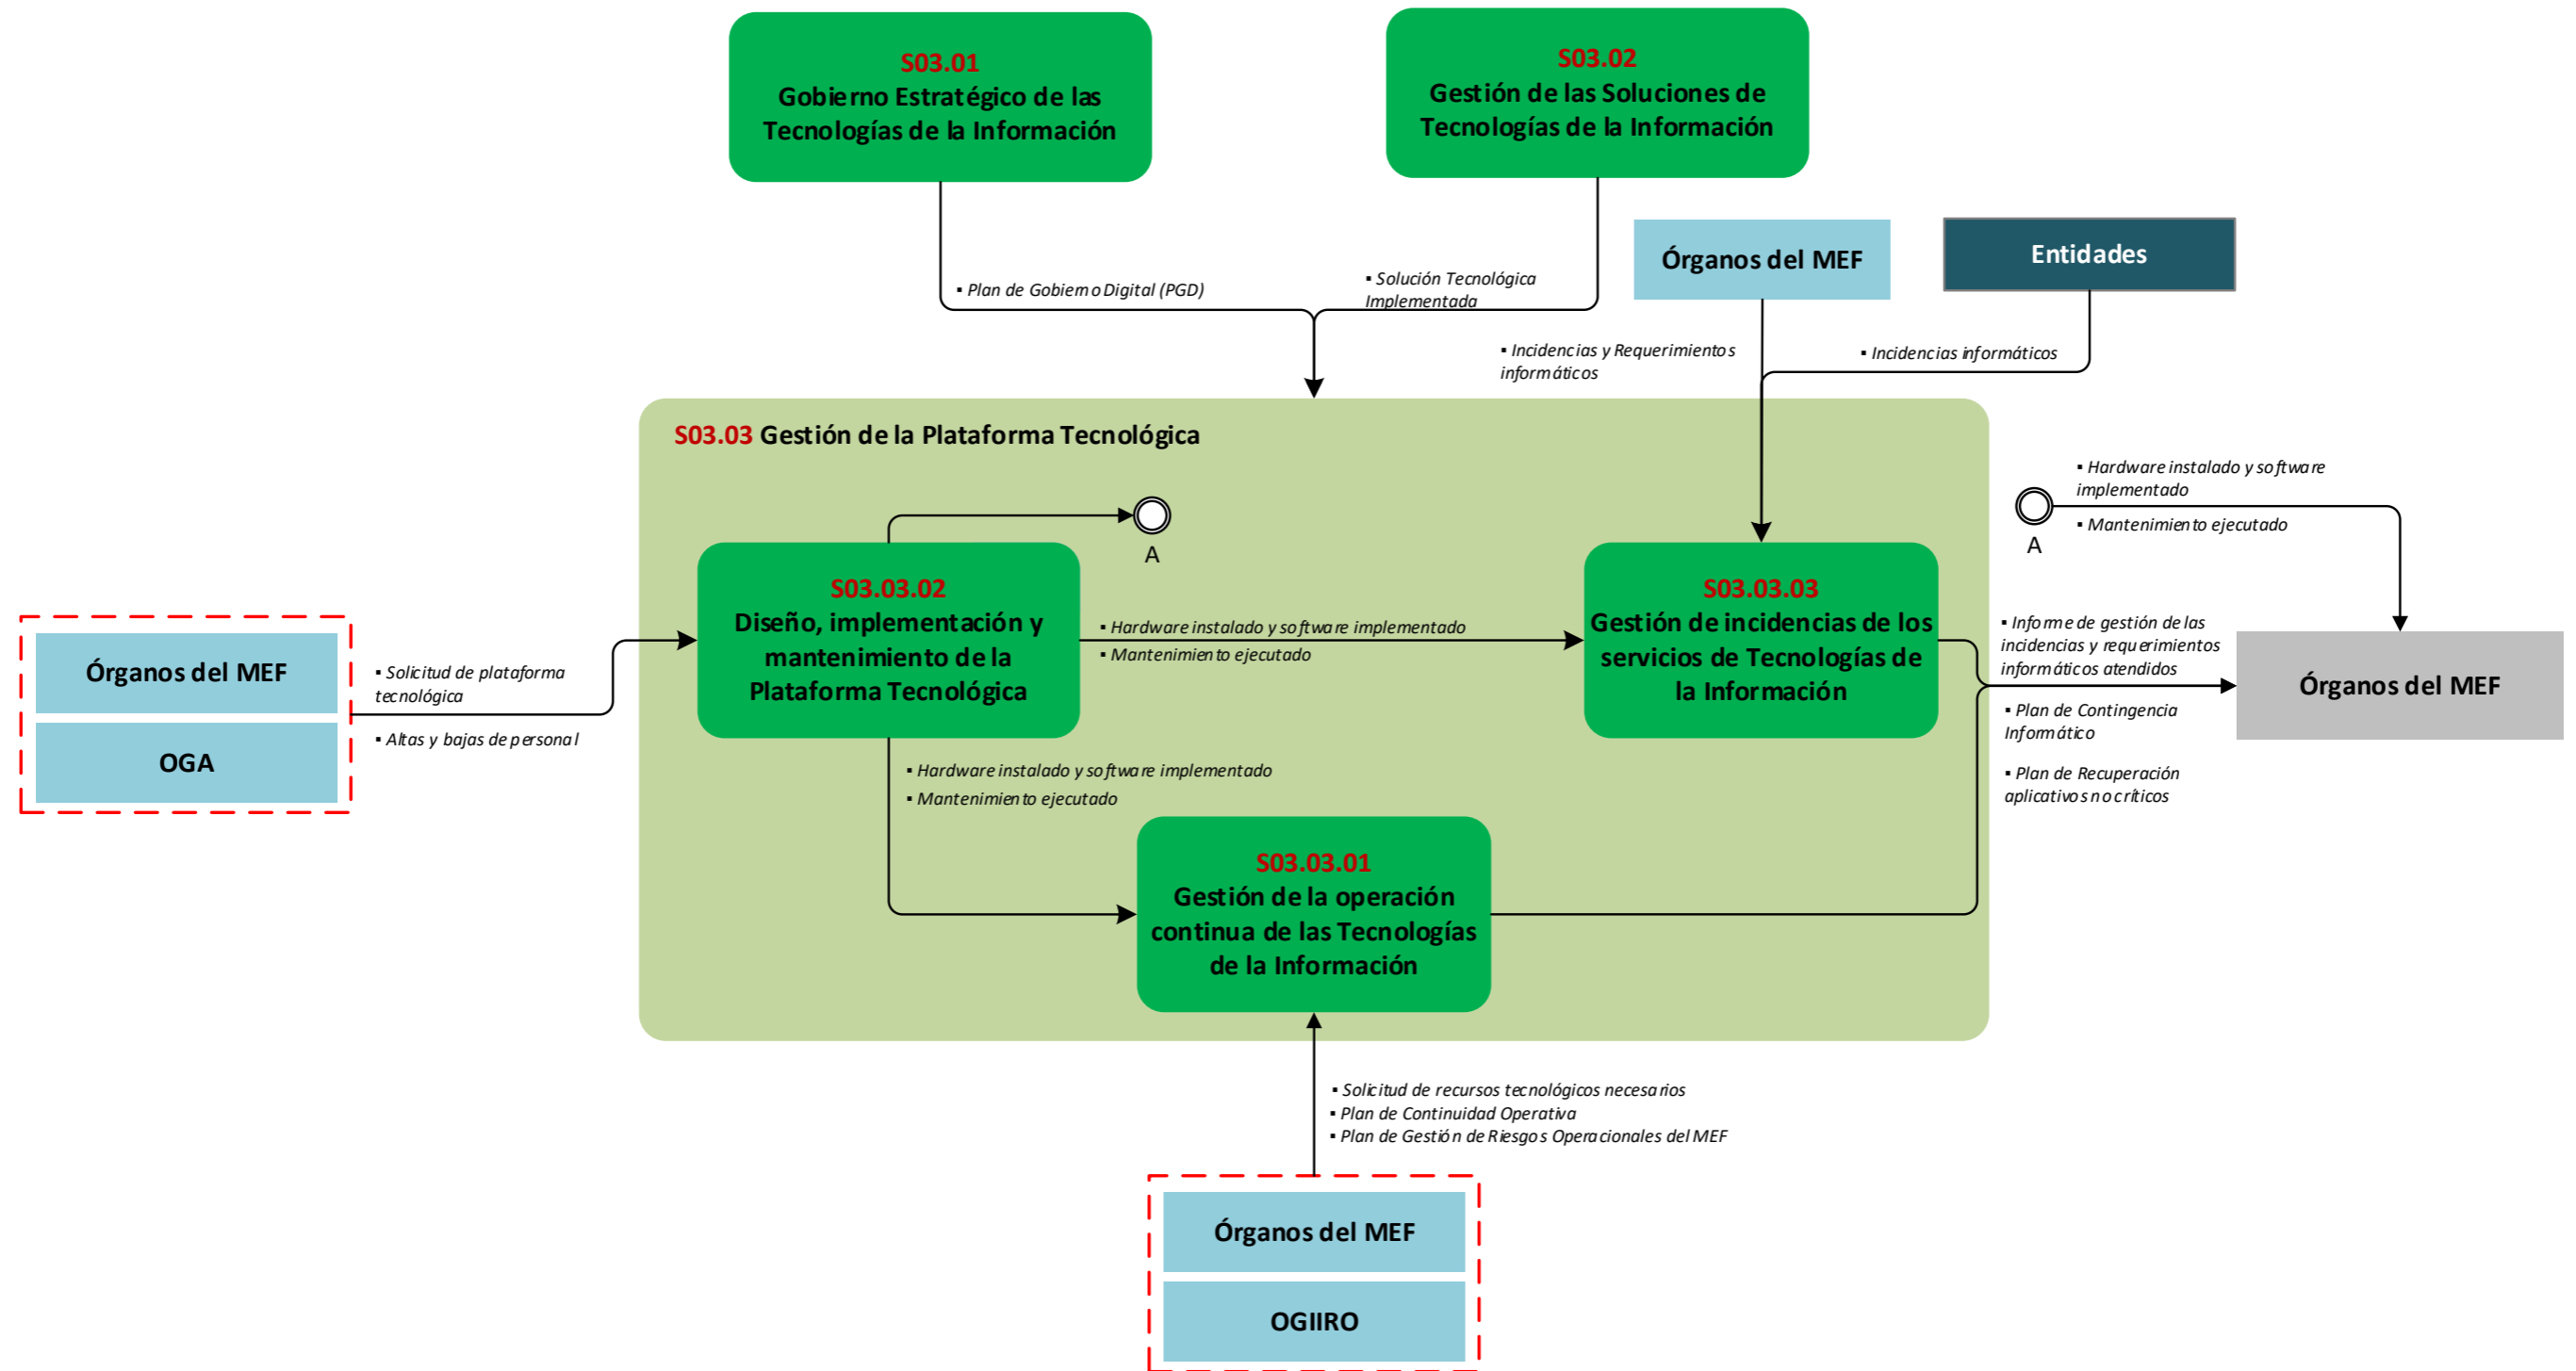 S03.01
Gobierno Estratégico de las
Tecnologías de la Información
S03.02
Gestión de las Soluciones de
Tecnologías de la Información
Órganos del MEF
Entidades
▪ Plan de Gobierno Digital (PGD)
▪ Solución Tecnológica
Implementada
▪ Incidencias y Requerimientos
informáticos
▪ Incidencias informáticos
S03.03 Gestión de la Plataforma Tecnológica
A
▪ Hardware instalado y software
implementado
▪ Mantenimiento ejecutado
A
S03.03.02
Diseño, implementación y
mantenimiento de la
Plataforma Tecnológica
▪ Hardware instalado y software implementado
▪ Mantenimiento ejecutado
S03.03.03
Gestión de incidencias de los
servicios de Tecnologías de
la Información
▪ Informe de gestión de las
incidencias y requerimientos
informáticos atendidos
▪ Plan de Contingencia
Informático
▪ Plan de Recuperación
aplicativos no críticos
Órganos del MEF
Órganos del MEF
OGA
▪ Solicitud de plataforma
tecnológica
▪ Altas y bajas de personal
▪ Hardware instalado y software implementado
▪ Mantenimiento ejecutado
S03.03.01
Gestión de la operación
continua de las Tecnologías
de la Información
▪ Solicitud de recursos tecnológicos necesarios
▪ Plan de Continuidad Operativa
▪ Plan de Gestión de Riesgos Operacionales del MEF
Órganos del MEF
OGIIRO